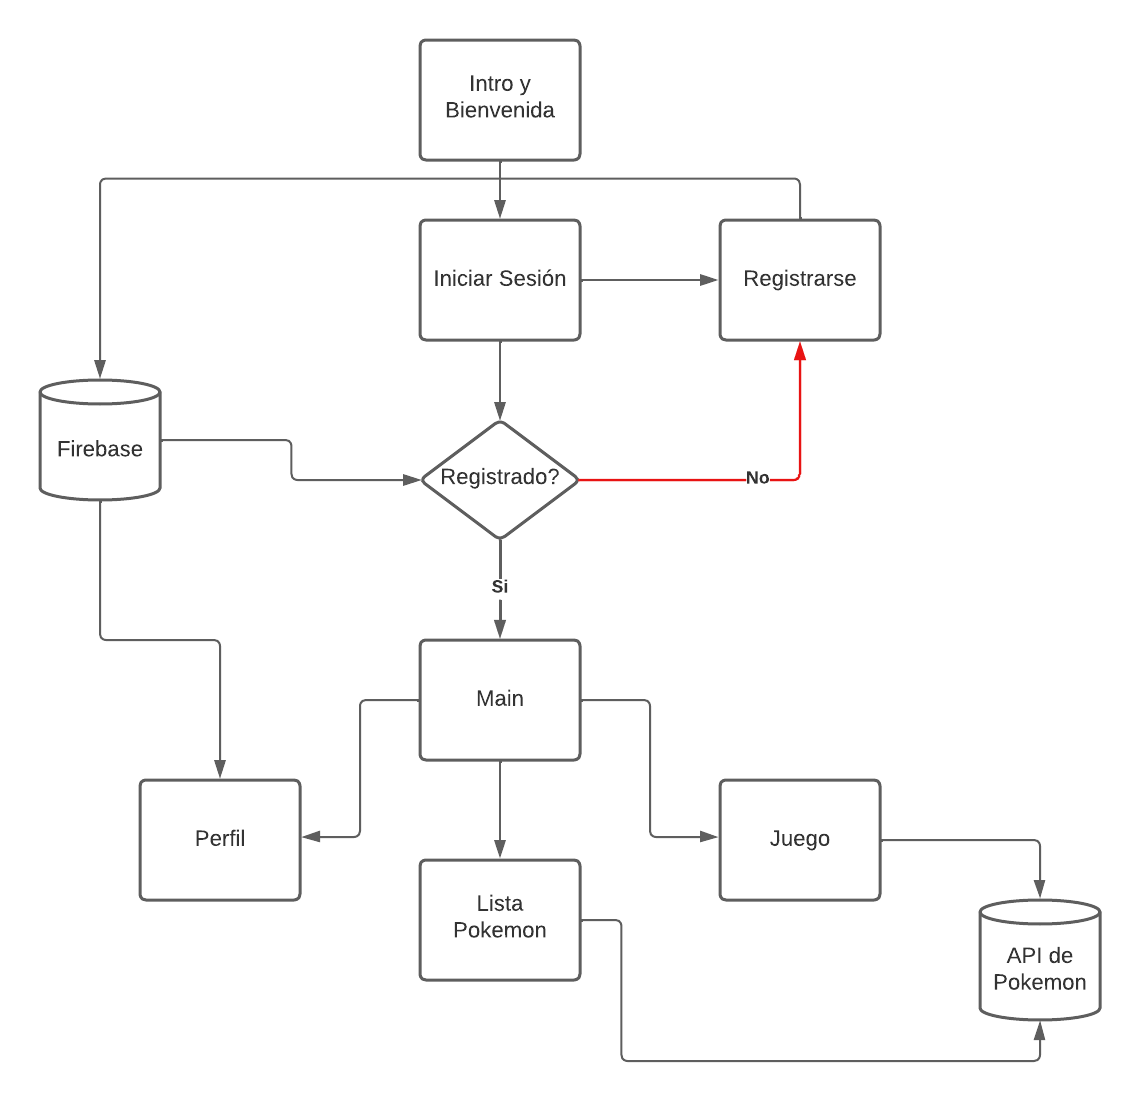 Intro y
Bienvenida
Iniciar Sesión
Registrarse
Firebase
Registrado?
No
Si
Main
Perfil
Juego
Lista
Pokemon
API de
Pokemon